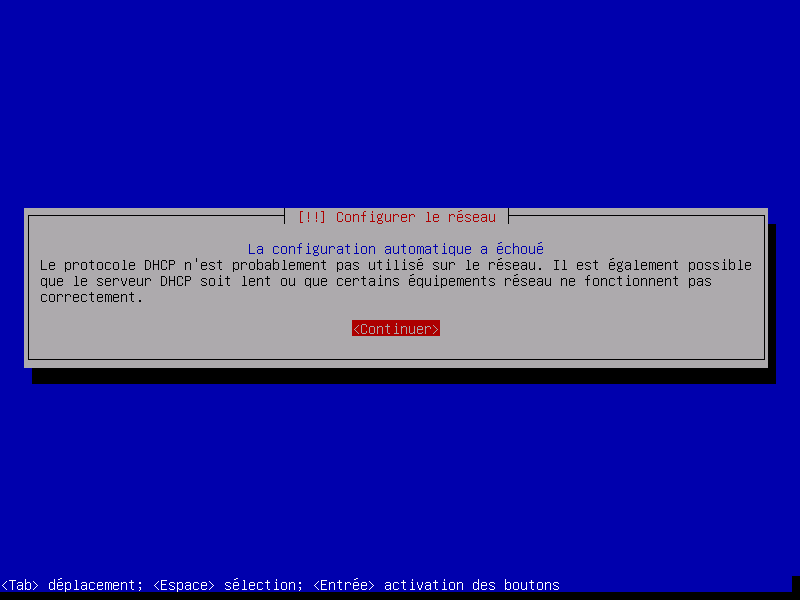 [!!] Configurer le réseau
La configuration automatique a échoué
Le protocole DHCP n'est probablement pas utilisé sur le réseau. Il est également possible
que le serveur DHCP soit lent ou que certains équipements réseau ne fonctionnent pas
correctement.
<Continuer>
<Tab> déplacement; <Espace> sélection; <Entrée> activation des boutons